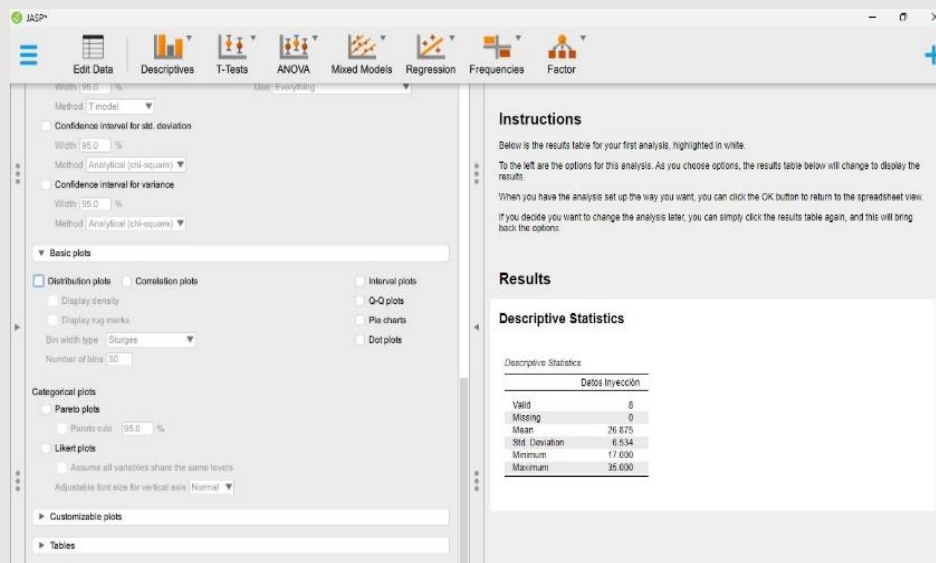 JASP*
Edit Data
Descriptives
T-Tests
ANOVA
Mixed Models
Regression
Frequencies
Factor
Width 95.0 %
Use Everything
Method T model
Confidence interval for std. deviation
Width 95.0 %
Method Analytical (chi-square)
Confidence interval for variance
Width 95.0 %
Method Analytical (chi-square)
Basic plots
Distribution plots Correlation plots Interval plots
Display density Q-Q plots
Display rug marks Pie charts
Bin width type Sturges Dot plots
Number of bins 30
Categorical plots
Pareto plots
Pareto rule 95.0 %
Likert plots
Assume all variables share the same levels
Adjustable font size for vertical axis Normal
Customizable plots
Tables
Instructions
Below is the results table for your first analysis, highlighted in white.
To the left are the options for this analysis. As you choose options, the results table below will change to display the
results.
When you have the analysis set up the way you want, you can click the OK button to return to the spreadsheet view.
If you decide you want to change the analysis later, you can simply click the results table again, and this will bring
back the options.
Results
Descriptive Statistics
Descriptive Statistics
Datos Inyección
Valid 8
Missing 0
Mean 26.875
Std. Deviation 6.534
Minimum 17.000
Maximum 35.000